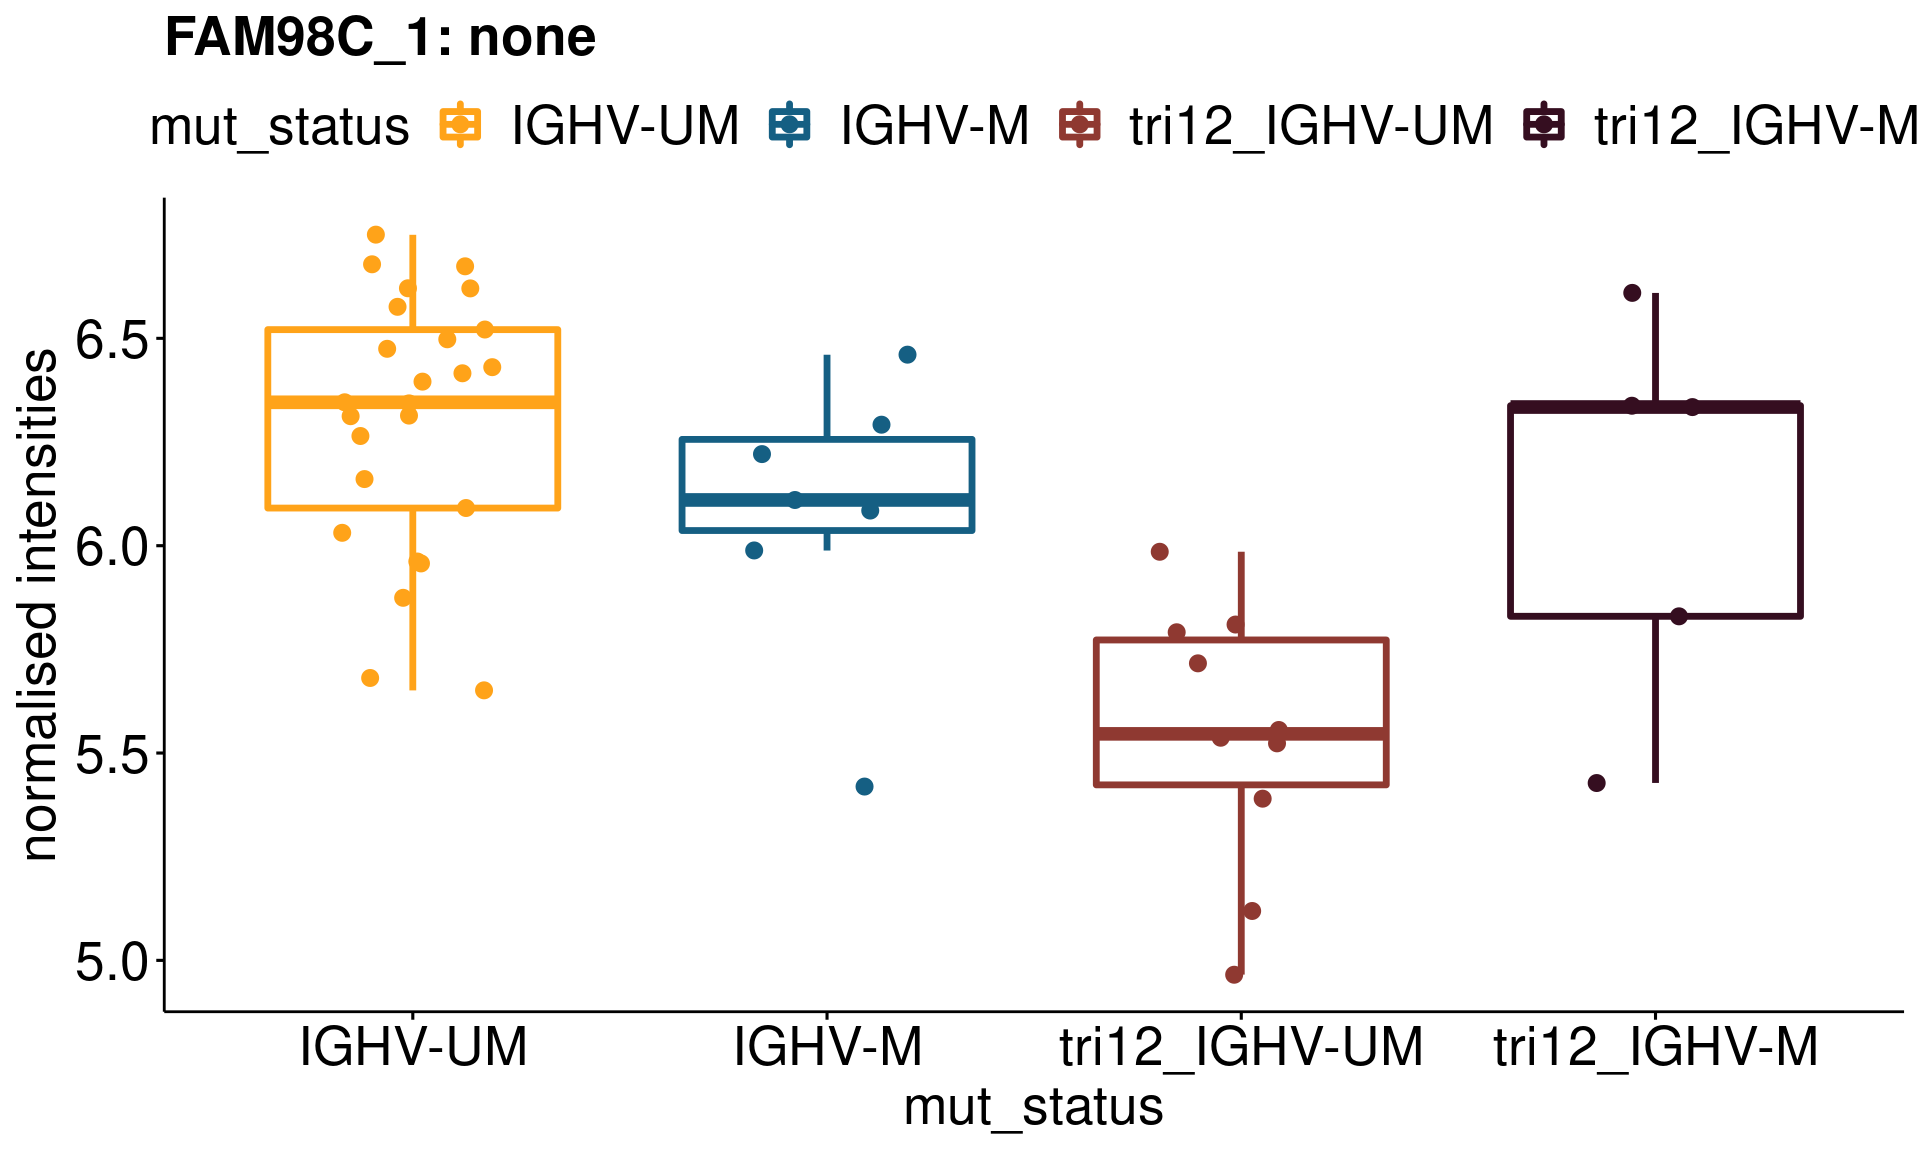 FAM98C_1: none
mut_status IGHV-UM IGHV-M tri12_IGHV-UM tri12_IGHV-M
normalised intensities
6.5
6.0
5.5
5.0
IGHV-UM IGHV-M tri12_IGHV-UM tri12_IGHV-M
mut_status